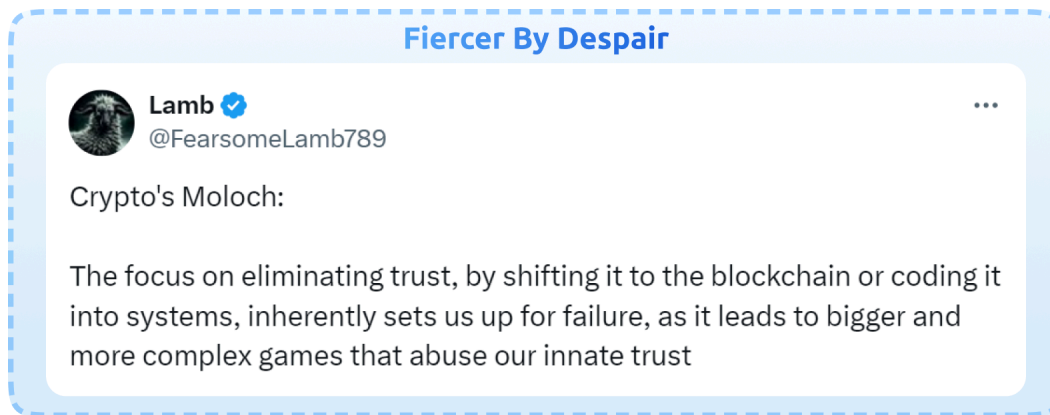 Fiercer By Despair
Lamb
@FearsomeLamb789
Crypto's Moloch:
The focus on eliminating trust, by shifting it to the blockchain or coding it
into systems, inherently sets us up for failure, as it leads to bigger and
more complex games that abuse our innate trust